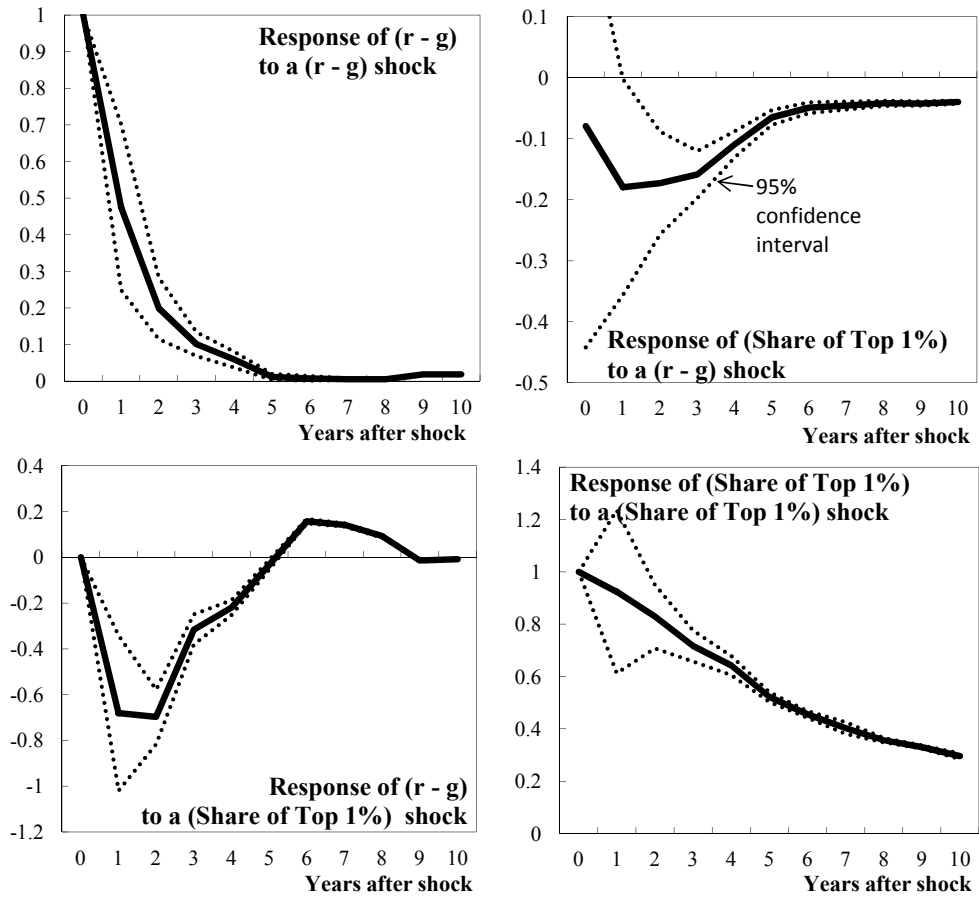 1
0.9
0.8
0.7
0.6
0.5
0.4
0.3
0.2
0.1
0
Response of (r - g)
to a (r - g) shock
0 1 2 3 4 5 6 7 8 9 10
Years after shock
0.1
0
-0.1
-0.2
-0.3
-0.4
-0.5
95%
confidence
interval
Response of (Share of Top 1%)
to a (r - g) shock
0 1 2 3 4 5 6 7 8 9 10
Years after shock
0.4
0.2
0
-0.2
-0.4
-0.6
-0.8
-1
-1.2
Response of (r - g)
to a (Share of Top 1%) shock
0 1 2 3 4 5 6 7 8 9 10
Years after shock
1.4
1.2
1
0.8
0.6
0.4
0.2
0
Response of (Share of Top 1%)
to a (Share of Top 1%) shock
0 1 2 3 4 5 6 7 8 9 10
Years after shock